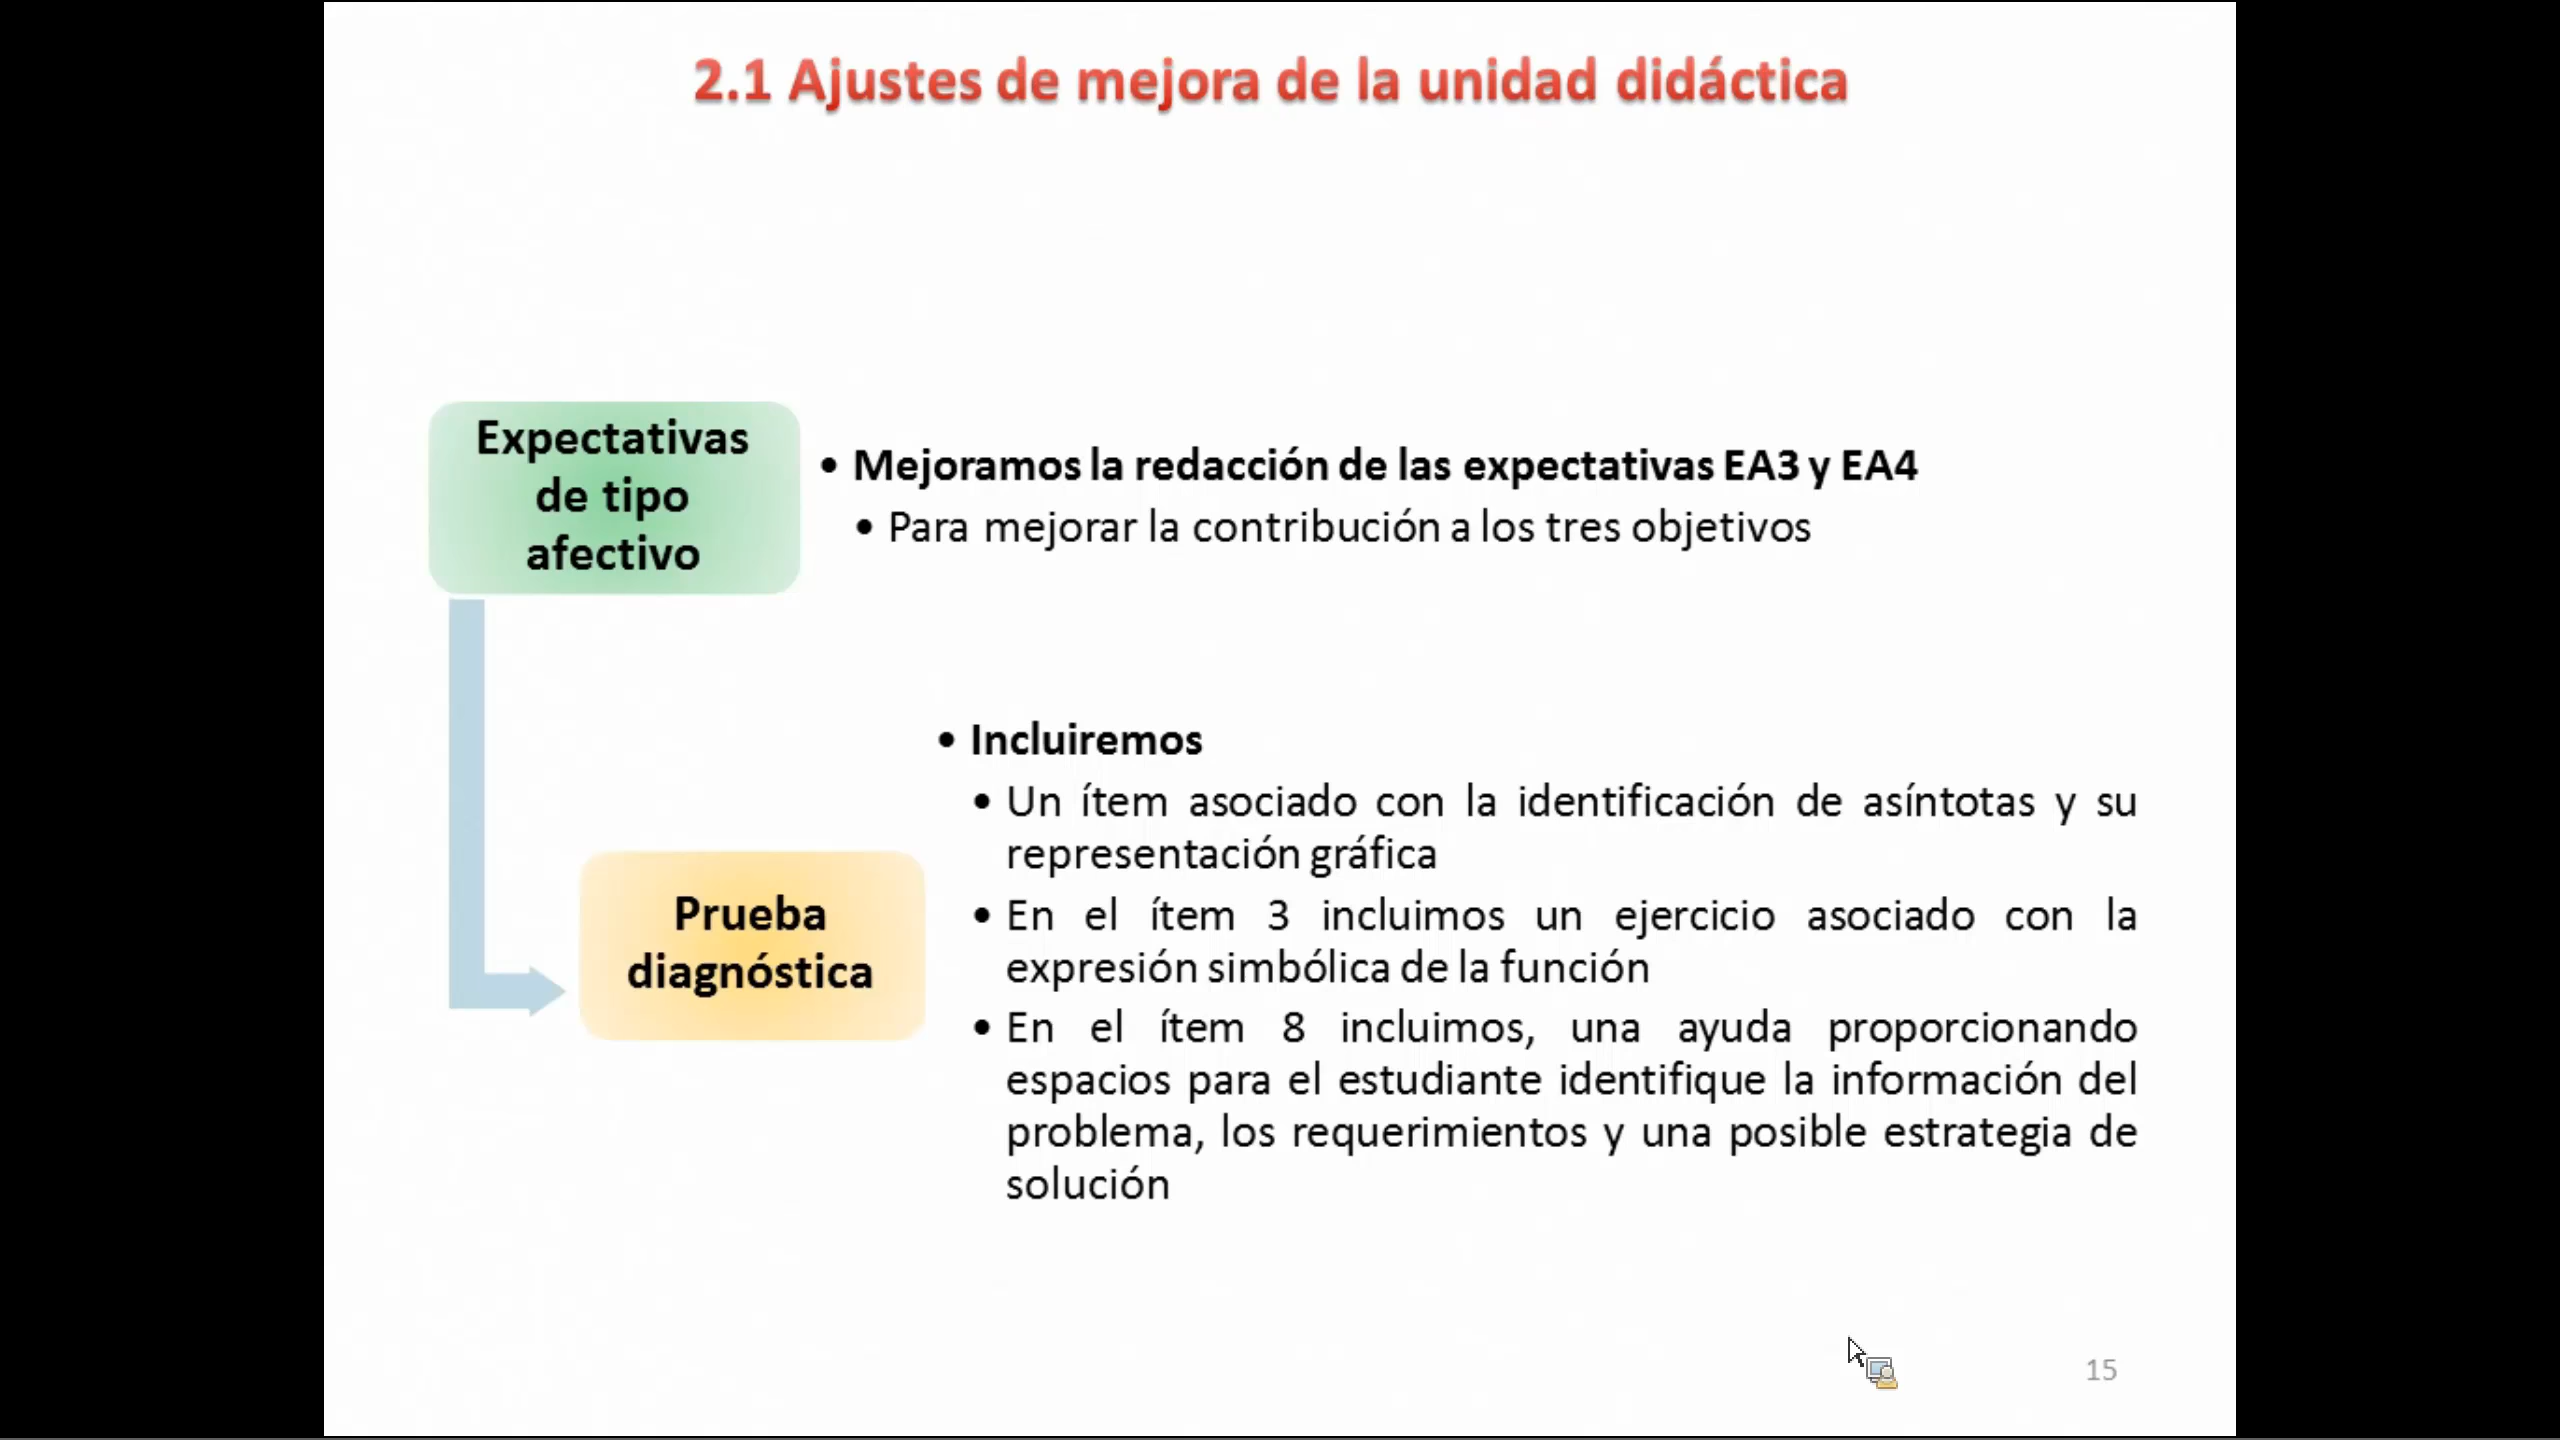 2.1 Ajustes de mejora de la unidad didáctica
Expectativas
de tipo
afectivo
• Mejoramos la redacción de las expectativas EA3 y EA4
• Para mejorar la contribución a los tres objetivos
Prueba
diagnóstica
• Incluiremos
• Un ítem asociado con la identificación de asíntotas y su
representación gráfica
• En el ítem 3 incluimos un ejercicio asociado con la
expresión simbólica de la función
• En el ítem 8 incluimos, una ayuda proporcionando
espacios para el estudiante identifique la información del
problema, los requerimientos y una posible estrategia de
solución
15